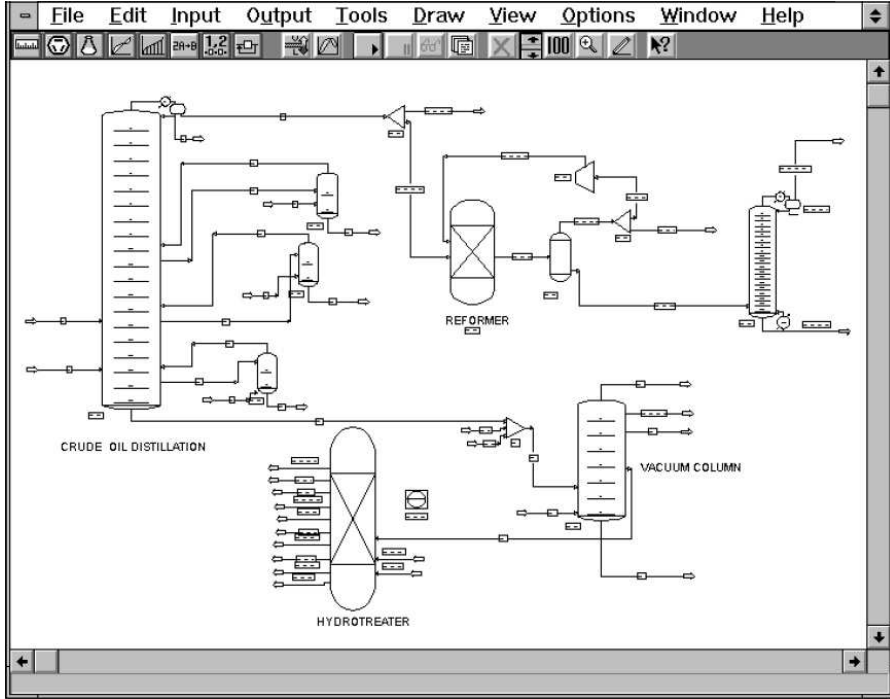 File Edit Input Output Tools Draw View Options Window Help
2A→B 1,2 100
REFORMER
CRUDE OIL DISTILLATION
VACUUM COLUMN
HYDROTREATER